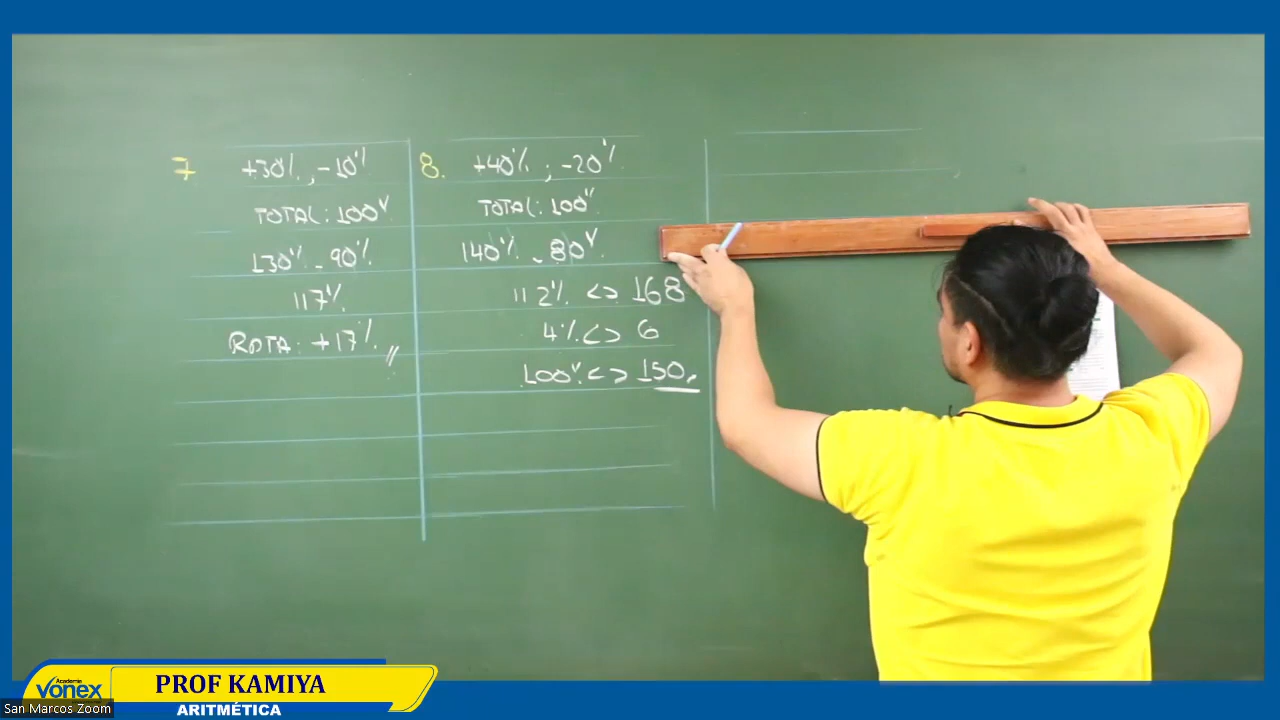 7 +30% , -10%
TOTAL: 100%
130% . 90%
117%
RPTA: +17% //
8. +40% ; -20%
TOTAL: 100%
140% . 80%
112% <> 168
4% <> 6
100% <> 150
Academia
VONEX
PROF KAMIYA
ARITMÉTICA
San Marcos Zoom